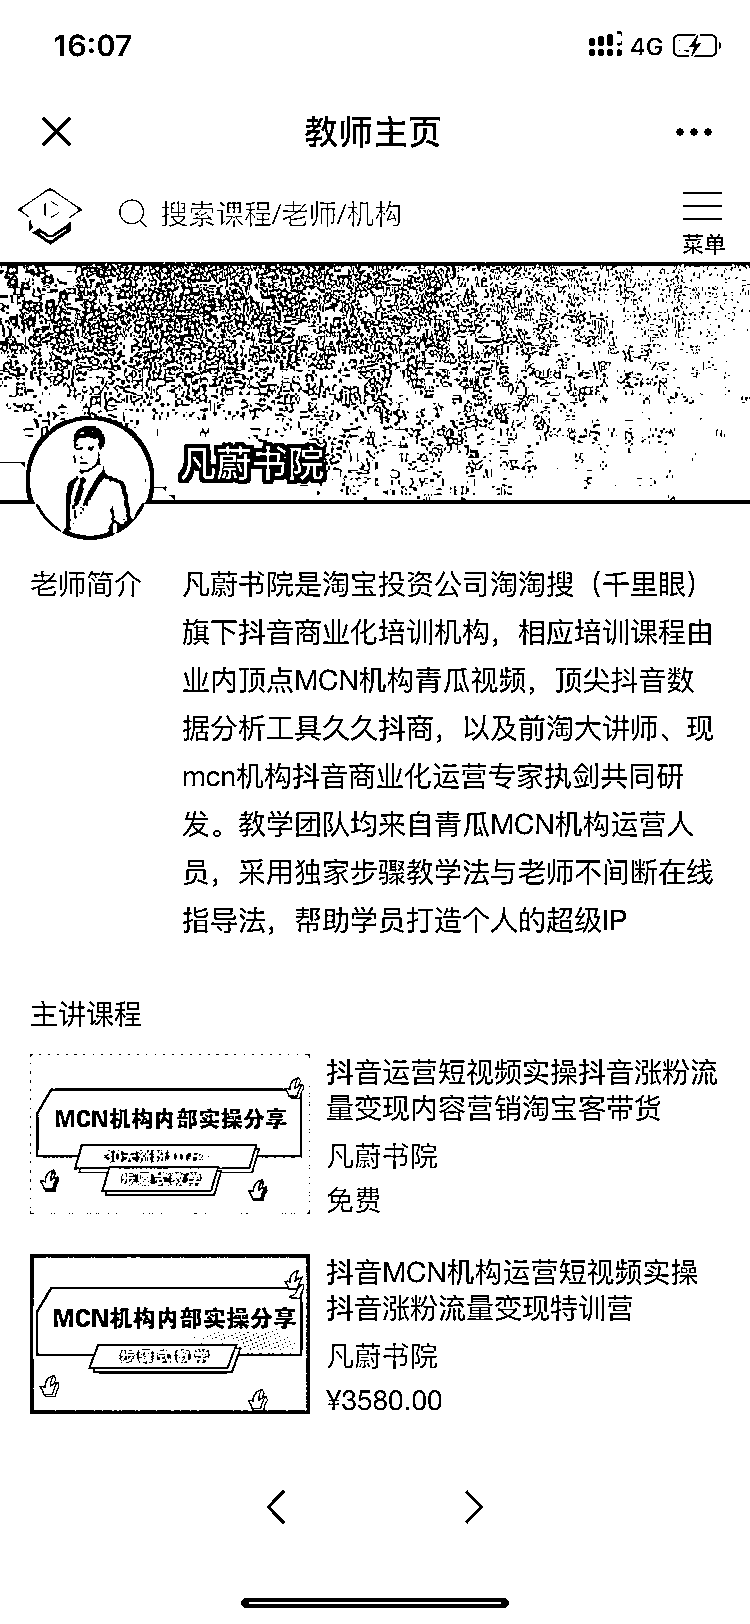 16:07
4G
教师主页
搜索课程/老师/机构
菜单
凡蔚书院
老师简介
凡蔚书院是淘宝投资公司淘淘搜（千里眼）
旗下抖音商业化培训机构，相应培训课程由
业内顶点MCN机构青瓜视频，顶尖抖音数
据分析工具久久抖商，以及前淘大讲师、现
mcn机构抖音商业化运营专家执剑共同研
发。教学团队均来自青瓜MCN机构运营人
员，采用独家步骤教学法与老师不间断在线
指导法，帮助学员打造个人的超级IP
主讲课程
MCN机构内部实操分享
步骤式教学
抖音运营短视频实操抖音涨粉流
量变现内容营销淘宝客带货
凡蔚书院
免费
MCN机构内部实操分享
步骤式教学
抖音MCN机构运营短视频实操
抖音涨粉流量变现特训营
凡蔚书院
¥3580.00